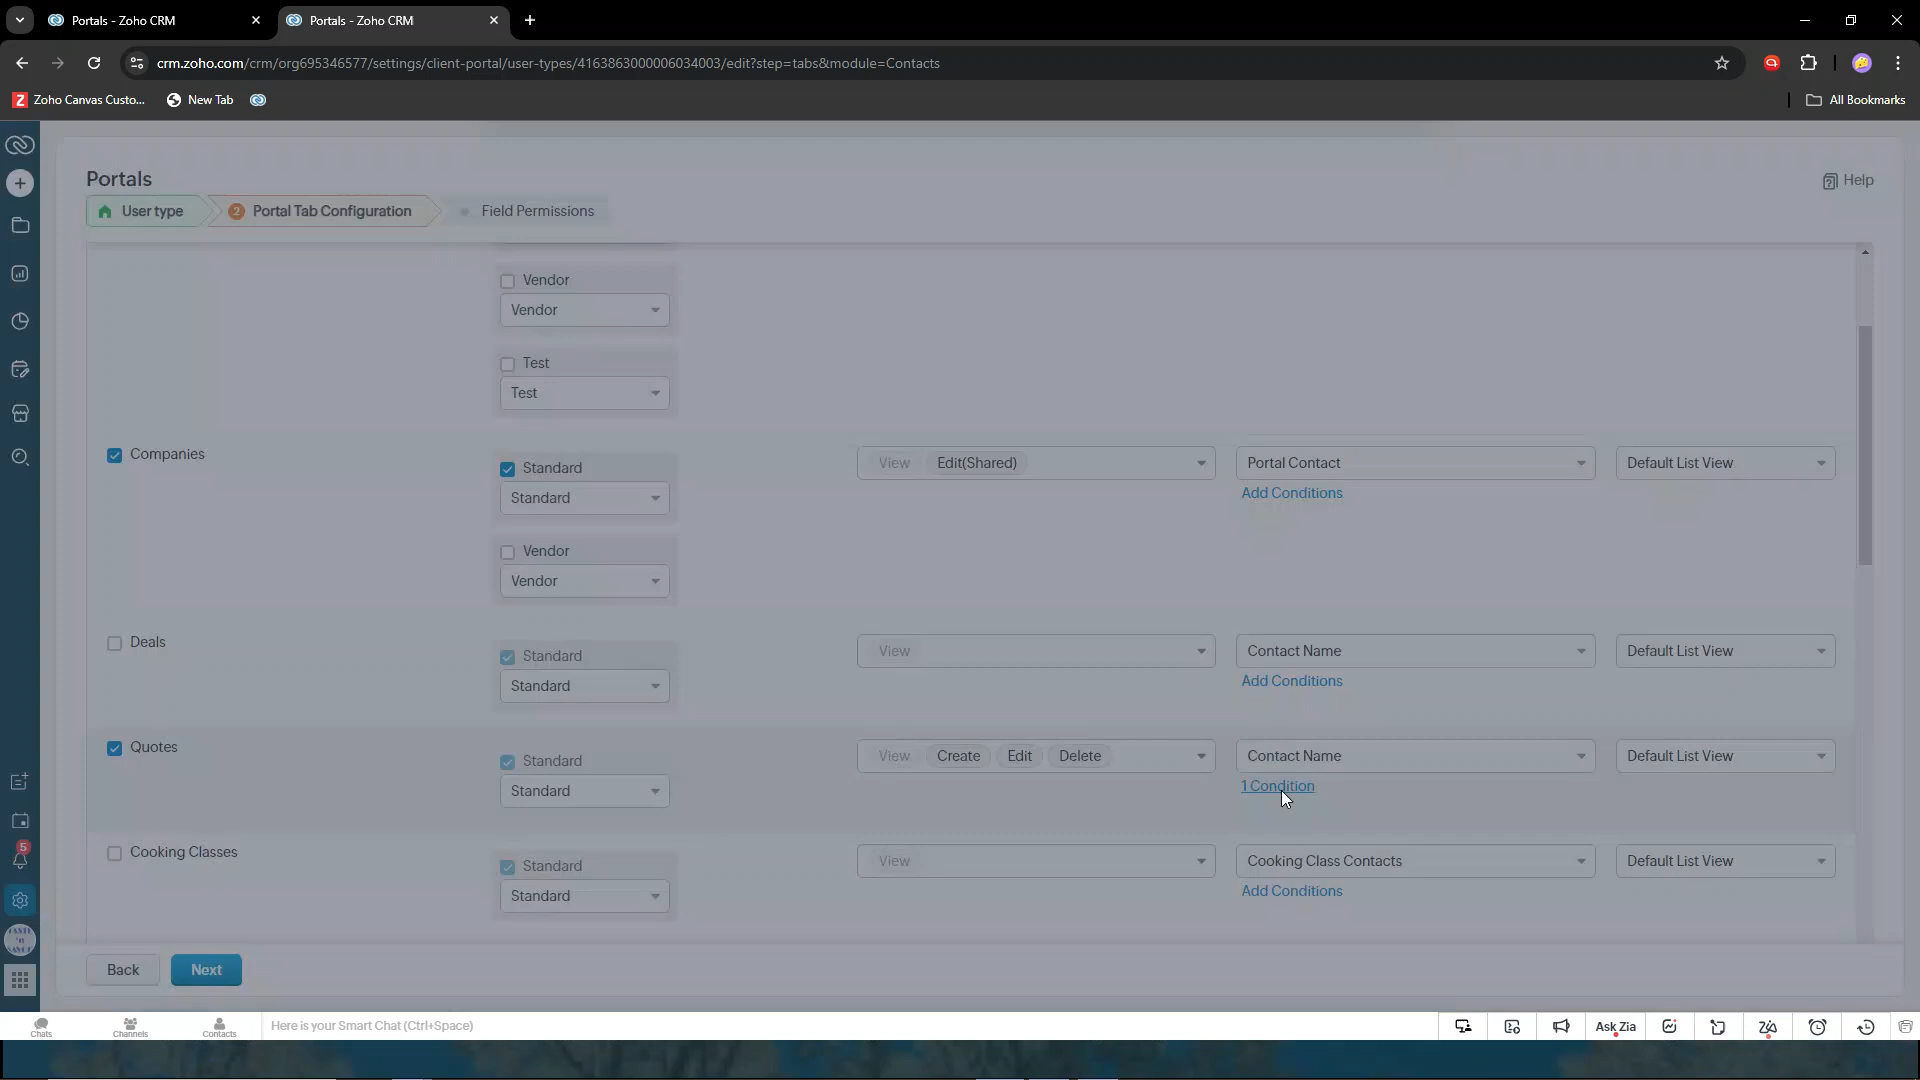 Portals - Zoho CRM
Portals - Zoho CRM
crm.zoho.com/crm/org695346577/settings/client-portal/user-types/4163863000006034003/edit?step=tabs&module=Contacts
Zoho Canvas Custo...
New Tab
All Bookmarks
Portals
Help
User type
2 Portal Tab Configuration
Field Permissions
Vendor
Vendor
Test
Test
Companies
Standard
Standard
View Edit(Shared)
Portal Contact
Default List View
Add Conditions
Vendor
Vendor
Deals
Standard
Standard
View
Contact Name
Default List View
Add Conditions
Quotes
Standard
Standard
View Create Edit Delete
Contact Name
Default List View
1 Condition
Cooking Classes
Standard
Standard
View
Cooking Class Contacts
Default List View
Add Conditions
5
Back
Next
Chats
Channels
Contacts
Here is your Smart Chat (Ctrl+Space)
Ask Zia